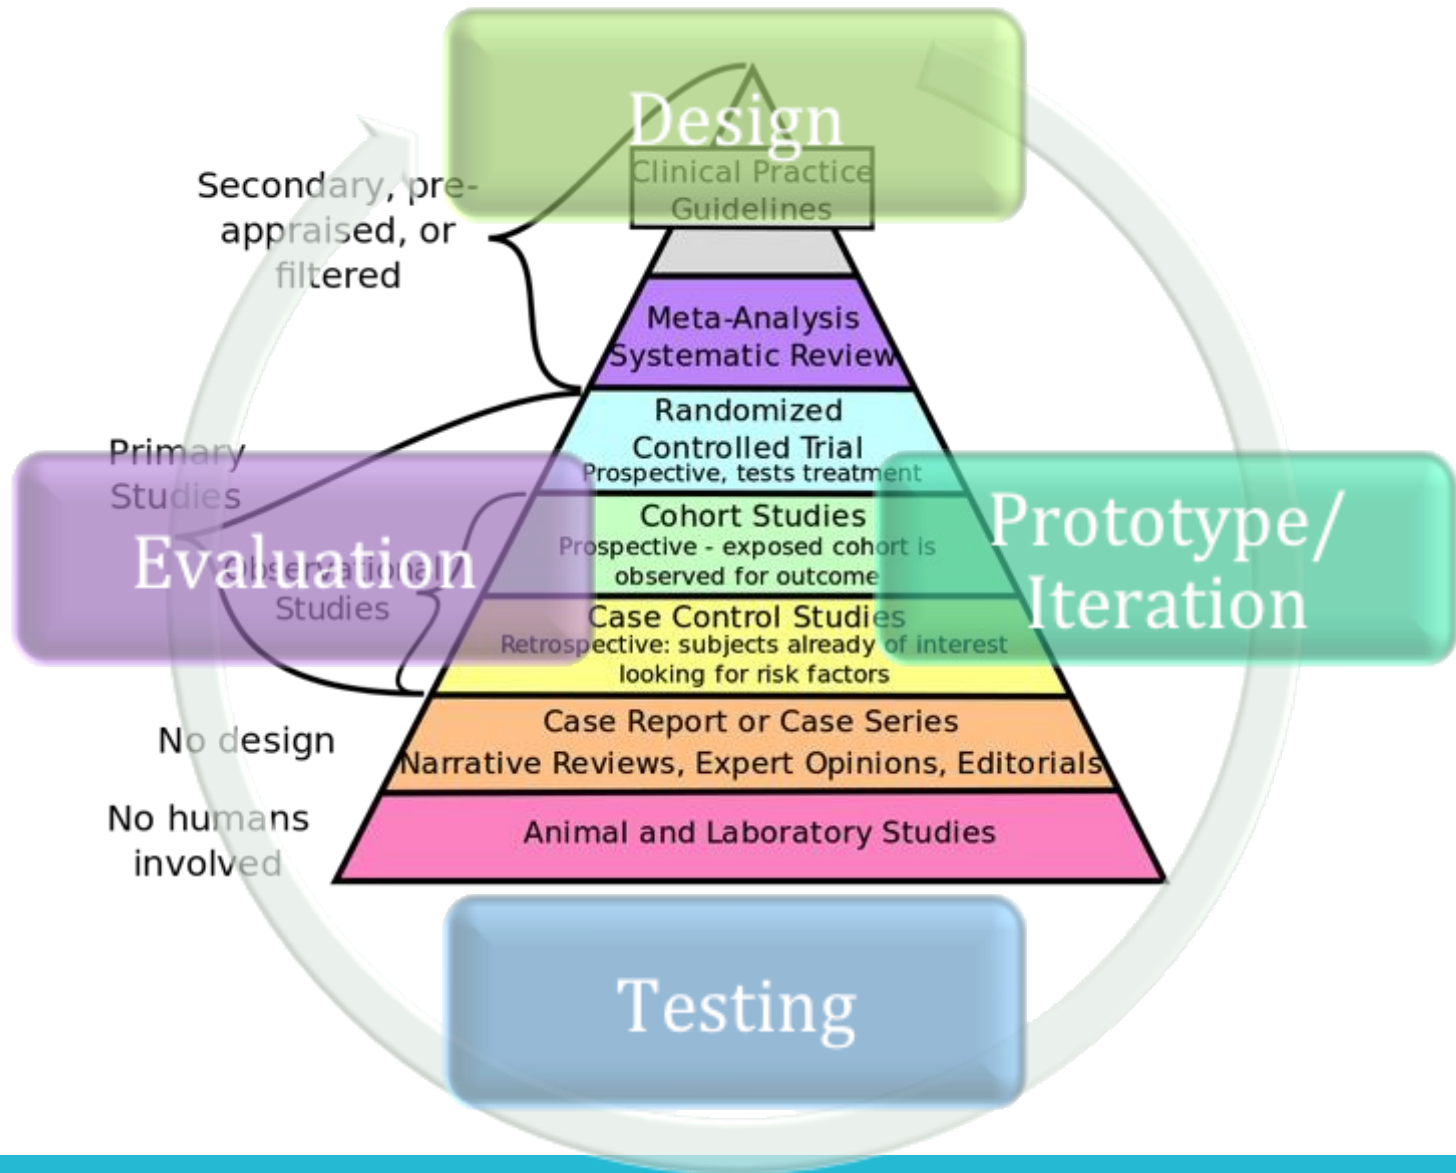 Design
Clinical Practice
Guidelines
Secondary, pre-
appraised, or
filtered
Meta-Analysis
Systematic Review
Randomized
Controlled Trial
Prospective, tests treatment
Primary
Studies
Cohort Studies
Prospective - exposed cohort is
observed for outcome
Evaluation
Observational
Studies
Prototype/
Iteration
Case Control Studies
Retrospective: subjects already of interest
looking for risk factors
No design
Case Report or Case Series
Narrative Reviews, Expert Opinions, Editorials
No humans
involved
Animal and Laboratory Studies
Testing